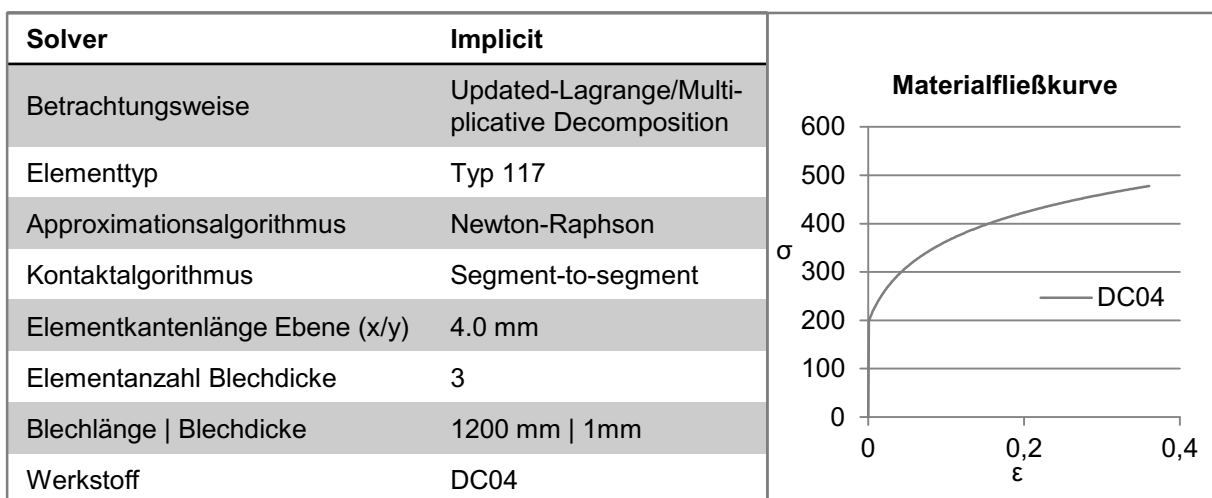 Solver Implicit
Betrachtungsweise Updated-Lagrange/Multi-
plicative Decomposition
Elementtyp Typ 117
Approximationsalgorithmus Newton-Raphson
Kontaktalgorithmus Segment-to-segment
Elementkantenlänge Ebene (x/y) 4.0 mm
Elementanzahl Blechdicke 3
Blechlänge | Blechdicke 1200 mm | 1mm
Werkstoff DC04
Materialfließkurve
600
500
400
σ
300
DC04
200
100
0
0 0,2 0,4
ε